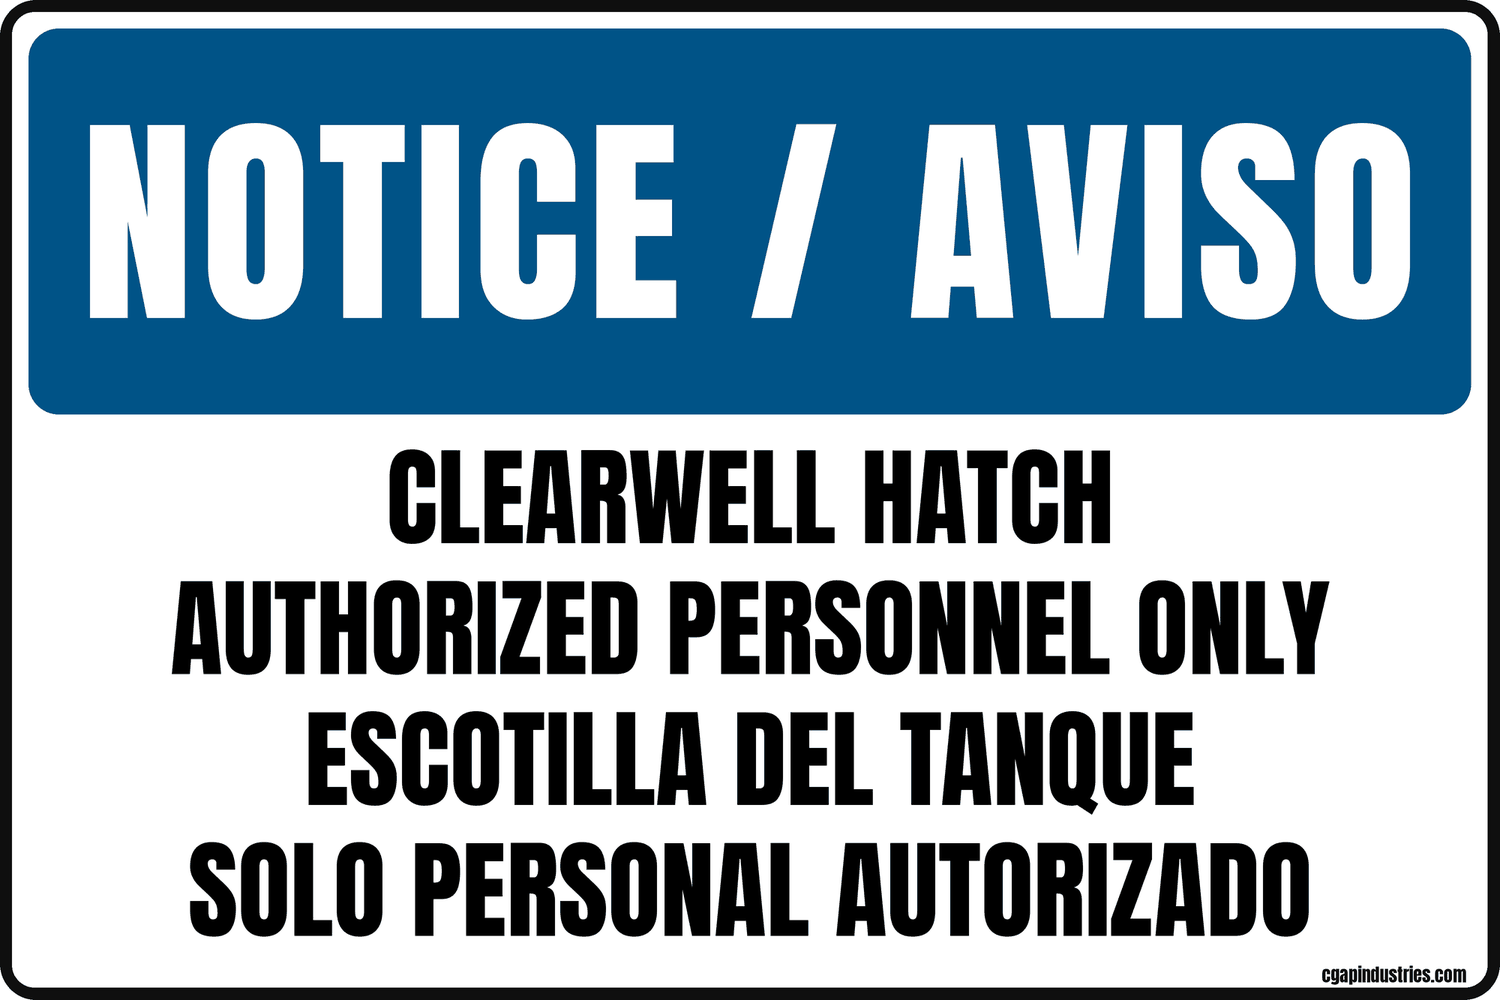 NOTICE / AVISO
CLEARWELL HATCH
AUTHORIZED PERSONNEL ONLY
ESCOTILLA DEL TANQUE
SOLO PERSONAL AUTORIZADO
cgapindustries.com